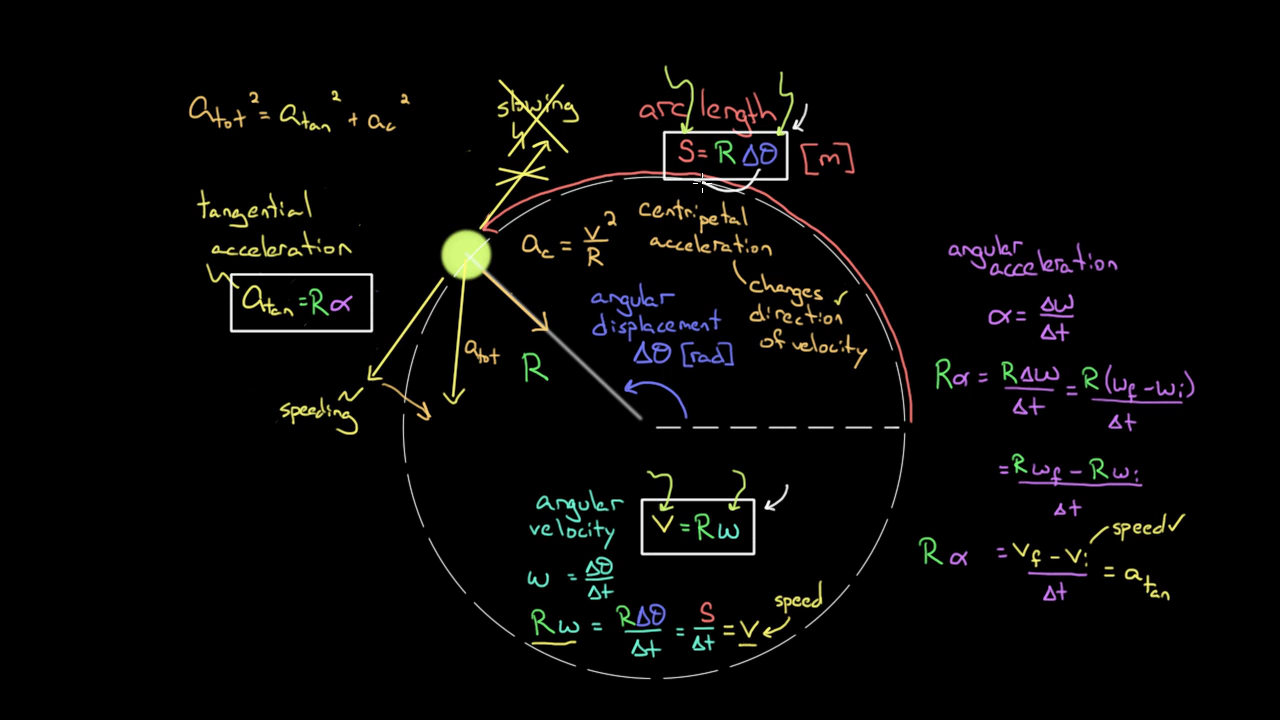 a_tot² = a_tan² + a_c²
slowing
arc length
S = R Δθ [m]
tangential
acceleration
a_tan = Rα
a_c = v²/R
centripetal
acceleration
changes ✓
direction
of velocity
angular
displacement
Δθ [rad]
a_tot
R
speeding
angular
acceleration
α = Δω/Δt
Rα = RΔω/Δt = R(ω_f - ω_i)/Δt
= Rω_f - Rω_i/Δt
speed ✓
Rα = v_f - v_i/Δt = a_tan
angular
velocity
V = Rω
ω = Δθ/Δt
speed
Rω = RΔθ/Δt = S/Δt = V